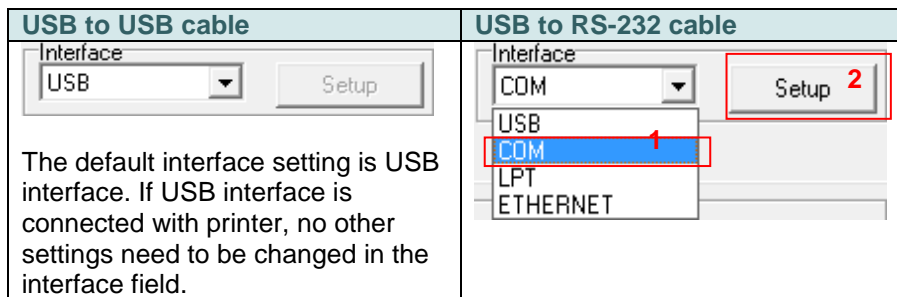 USB to USB cable
Interface
USB
Setup
The default interface setting is USB
interface. If USB interface is
connected with printer, no other
settings need to be changed in the
interface field.
USB to RS-232 cable
Interface
COM
Setup 2
USB
COM 1
LPT
ETHERNET